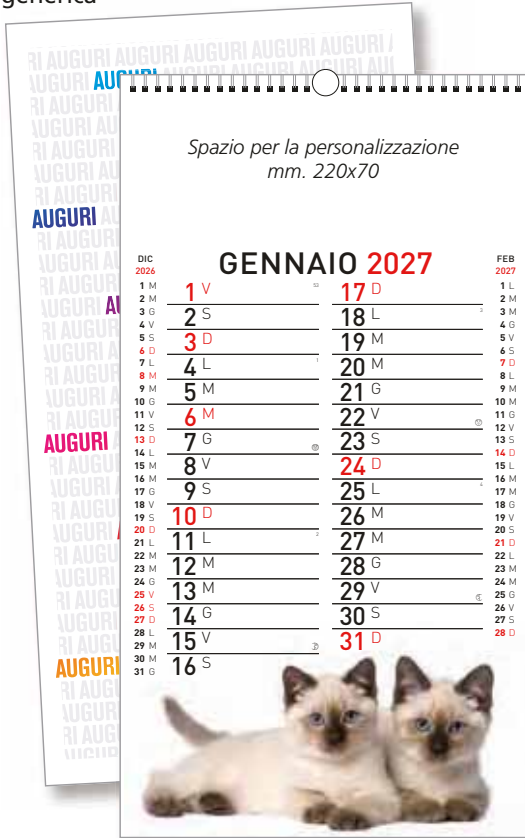 generica
RI AUGURI AUGURI AUGURI AUGURI AUGURI
AUGURI
AUGURI
AUGURI
AUGURI
Spazio per la personalizzazione
mm. 220x70
DIC
2026
1 M
2 M
3 G
4 V
5 S
6 D
7 L
8 M
9 M
10 G
11 V
12 S
13 D
14 L
15 M
16 M
17 G
18 V
19 S
20 D
21 L
22 M
23 M
24 G
25 V
26 S
27 D
28 L
29 M
30 M
31 G
GENNAIO 2027
1 V
2 S
3 D
4 L
5 M
6 M
7 G
8 V
9 S
10 D
11 L
12 M
13 M
14 G
15 V
16 S
17 D
18 L
19 M
20 M
21 G
22 V
23 S
24 D
25 L
26 M
27 M
28 G
29 V
30 S
31 D
FEB
2027
1 L
2 M
3 M
4 G
5 V
6 S
7 D
8 L
9 M
10 M
11 G
12 V
13 S
14 D
15 L
16 M
17 M
18 G
19 V
20 S
21 D
22 L
23 M
24 M
25 G
26 V
27 S
28 D